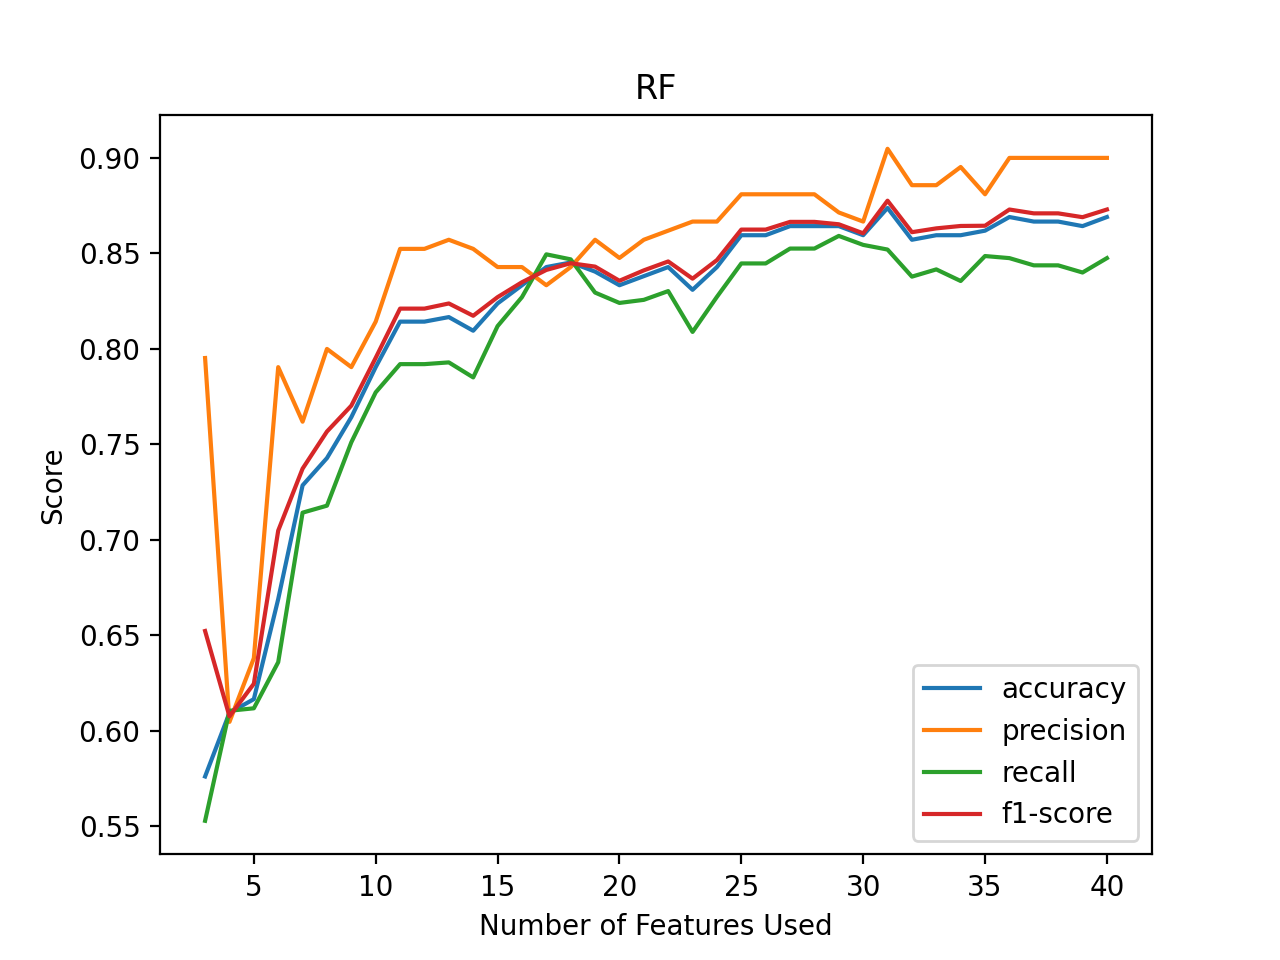 RF
0.90
0.85
0.80
0.75
0.70
0.65
0.60
0.55
Score
accuracy
precision
recall
f1-score
5 10 15 20 25 30 35 40
Number of Features Used